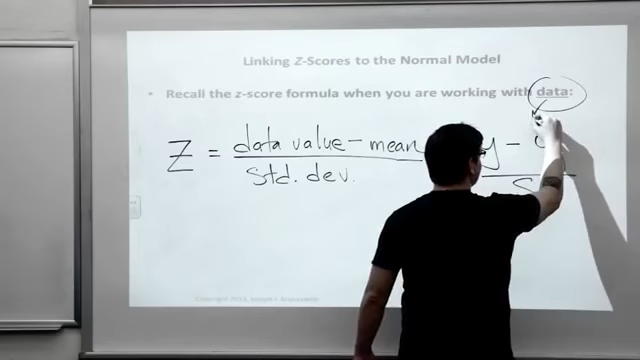 Linking Z-Scores to the Normal Model
• Recall the z-score formula when you are working with data:
Z = data value - mean y -
std. dev. S